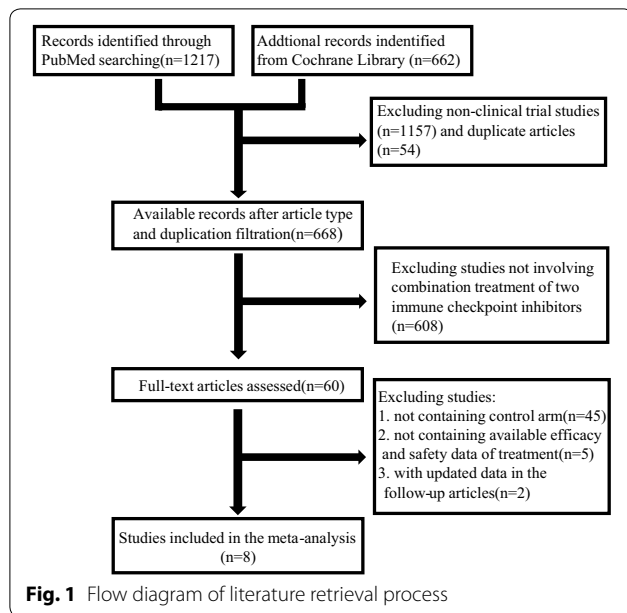 Records identified through
PubMed searching(n=1217)
Addtional records indentified
from Cochrane Library (n=662)
Excluding non-clinical trial studies
(n=1157) and duplicate articles
(n=54)
Available records after article type
and duplication filtration(n=668)
Excluding studies not involving
combination treatment of two
immune checkpoint inhibitors
(n=608)
Full-text articles assessed(n=60)
Excluding studies:
1. not containing control arm(n=45)
2. not containing available efficacy
and safety data of treatment(n=5)
3. with updated data in the
follow-up articles(n=2)
Studies included in the meta-analysis
(n=8)
Fig. 1 Flow diagram of literature retrieval process